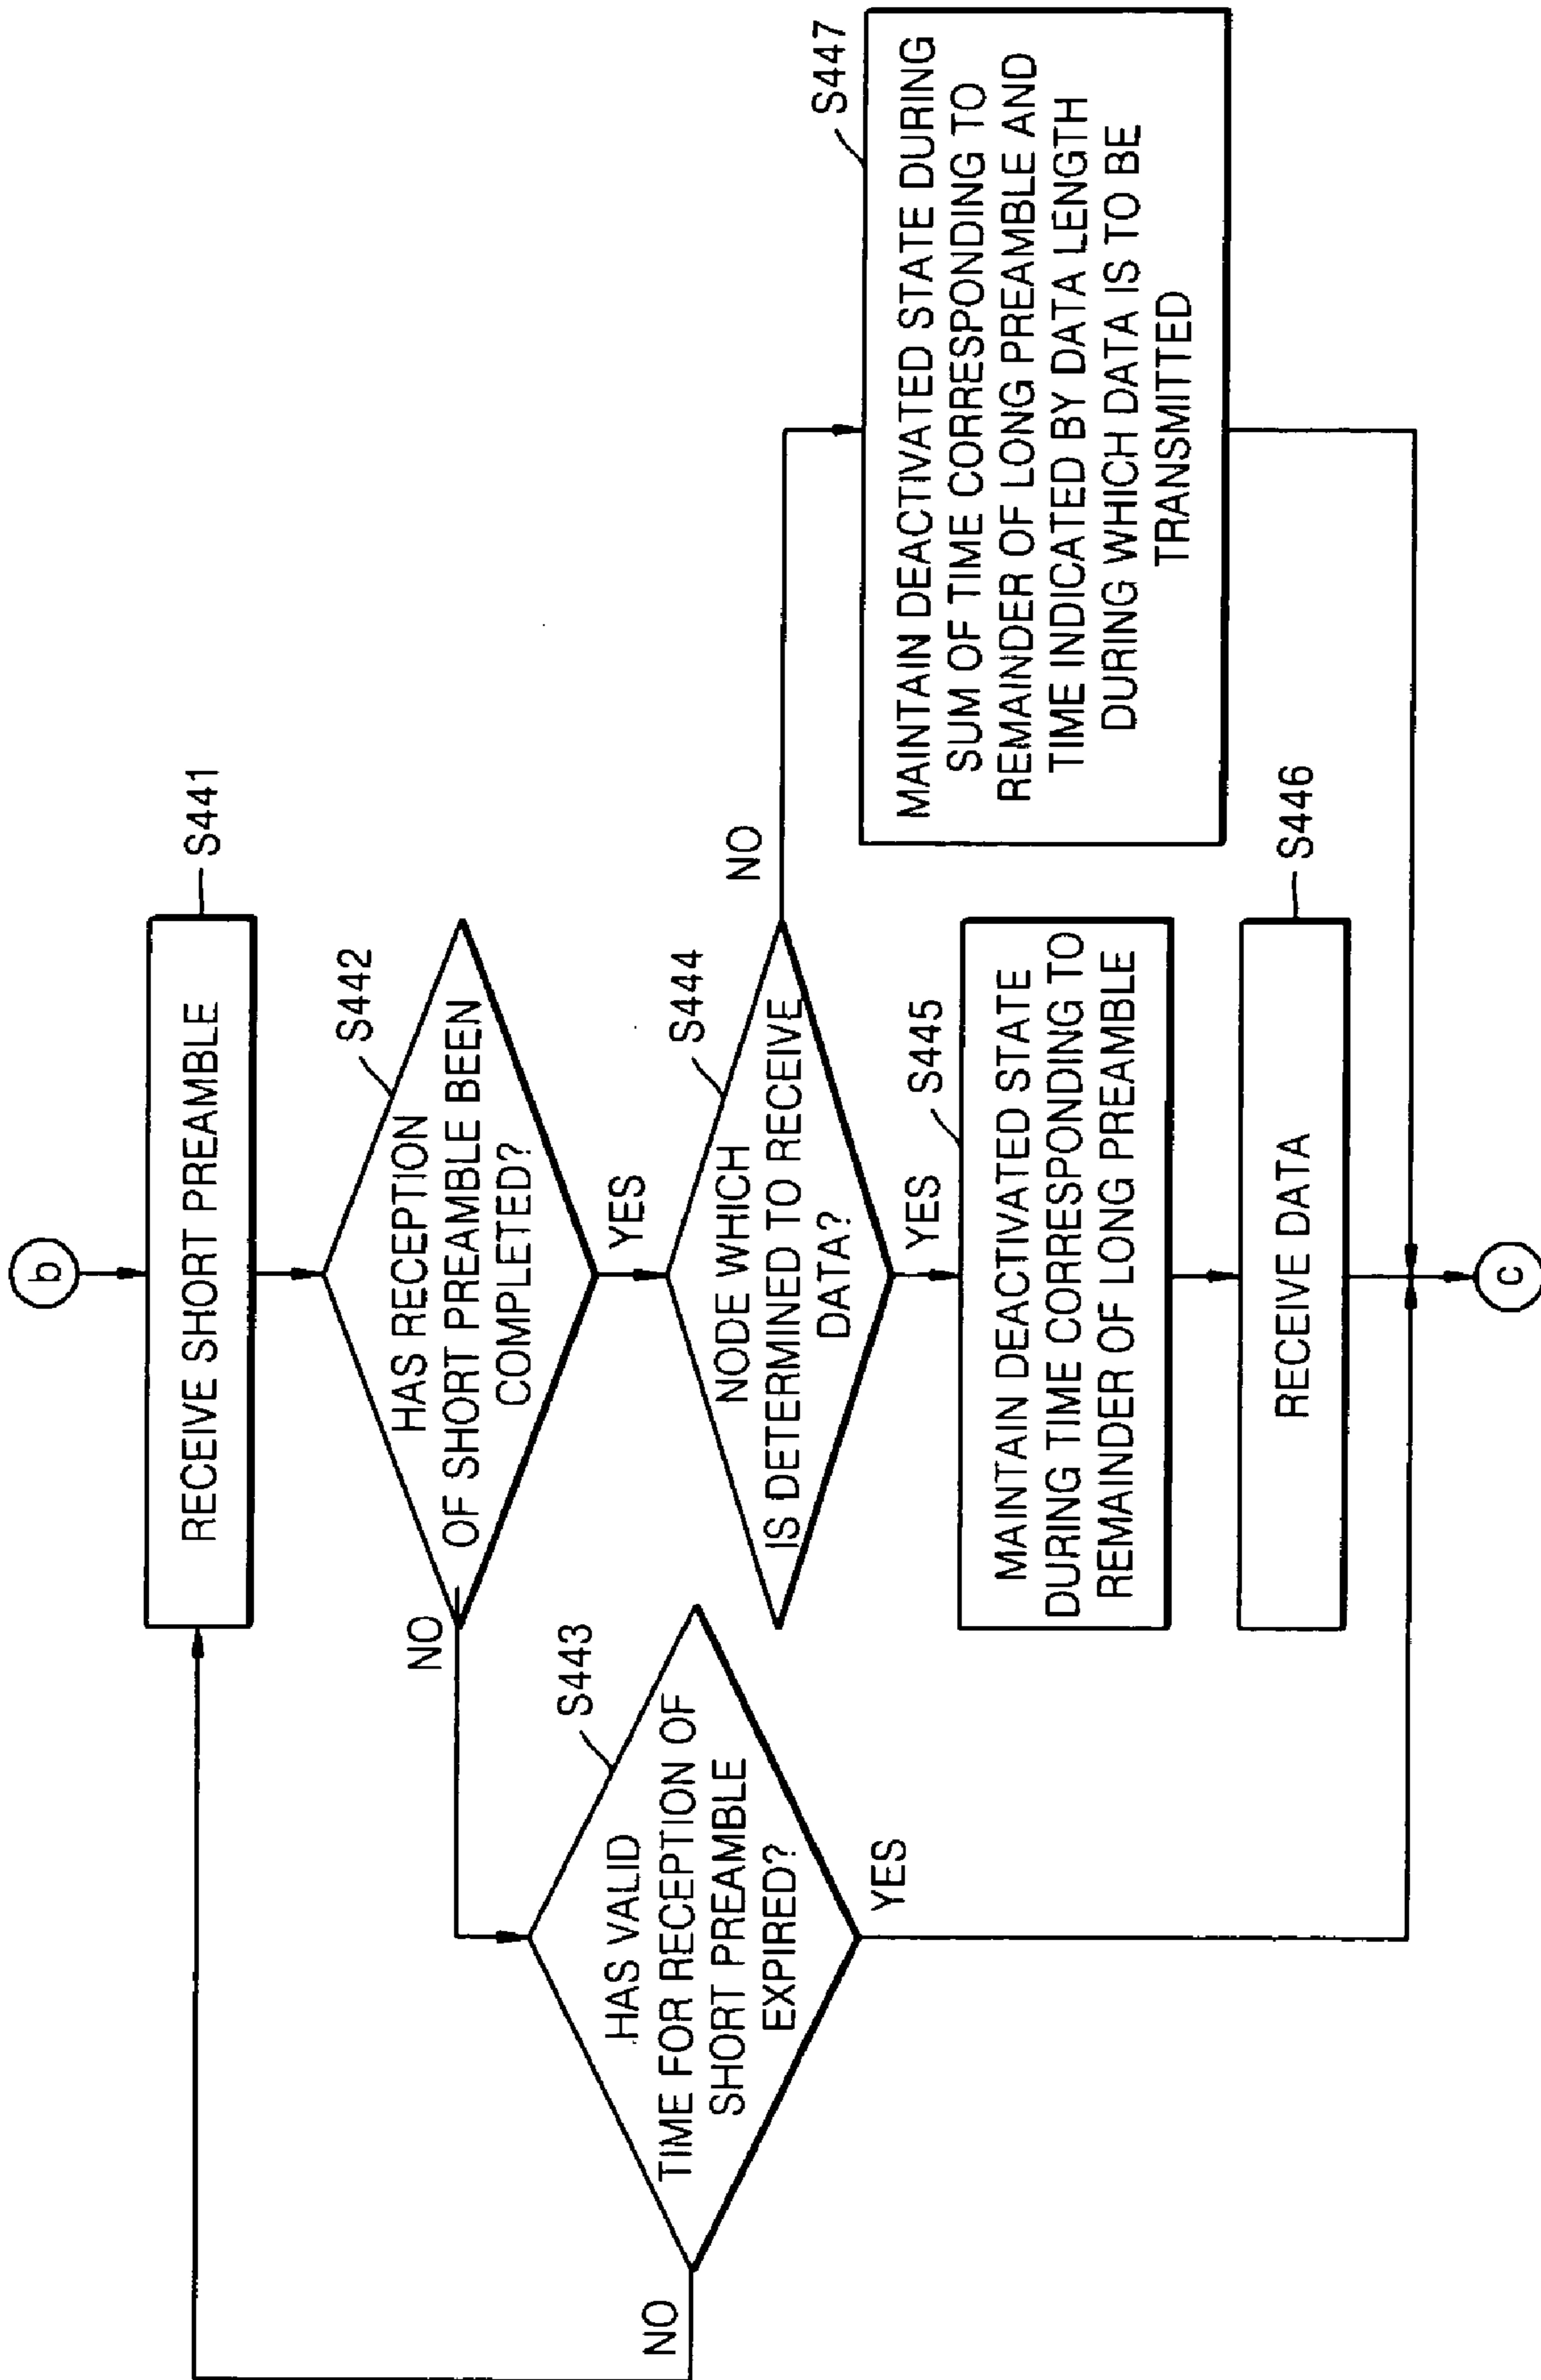 b
RECEIVE SHORT PREAMBLE
S441
HAS RECEPTION
OF SHORT PREAMBLE BEEN
COMPLETED?
S442
NO
YES
HAS VALID
TIME FOR RECEPTION OF
SHORT PREAMBLE
EXPIRED?
S443
NO
YES
NODE WHICH
IS DETERMINED TO RECEIVE
DATA?
S444
NO
YES
MAINTAIN DEACTIVATED STATE
DURING TIME CORRESPONDING TO
REMAINDER OF LONG PREAMBLE
S445
RECEIVE DATA
S446
MAINTAIN DEACTIVATED STATE DURING
SUM OF TIME CORRESPONDING TO
REMAINDER OF LONG PREAMBLE AND
TIME INDICATED BY DATA LENGTH
DURING WHICH DATA IS TO BE
TRANSMITTED
S447
c